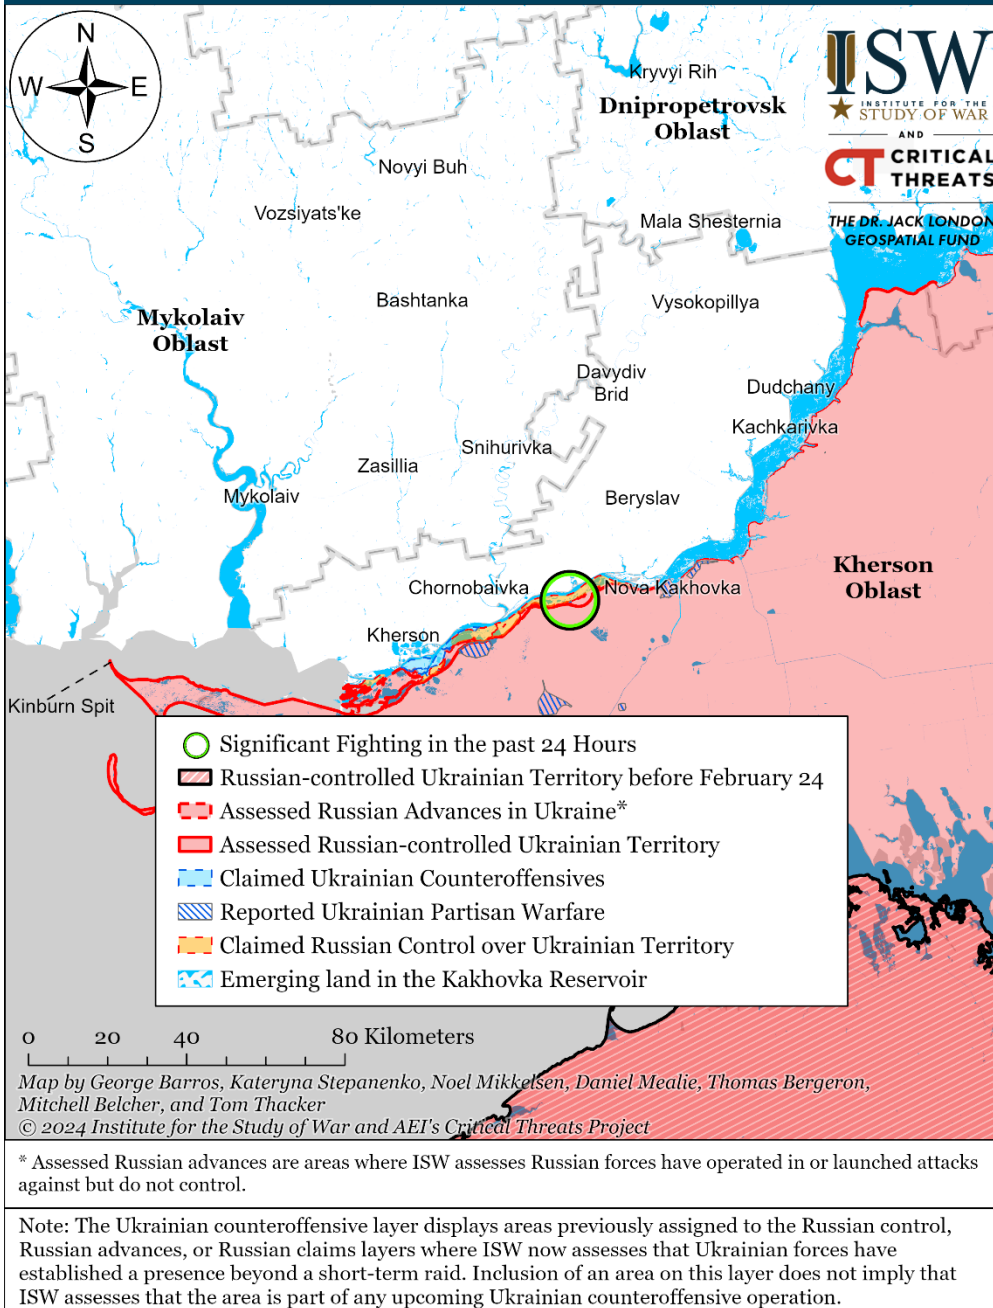 N
W
E
S
ISW
INSTITUTE FOR THE
STUDY OF WAR
AND
CT CRITICAL
THREATS
THE DR. JACK LONDON
GEOSPATIAL FUND
Kryvyi Rih
Dnipropetrovsk
Oblast
Novyi Buh
Vozsiyats'ke
Mala Shesternia
Bashtanka
Vysokopillya
Mykolaiv
Oblast
Davydiv
Brid
Dudchany
Kachkarivka
Snihurivka
Zasillia
Mykolaiv
Beryslav
Kherson
Oblast
Chornobaivka
Nova Kakhovka
Kherson
Kinburn Spit
Significant Fighting in the past 24 Hours
Russian-controlled Ukrainian Territory before February 24
Assessed Russian Advances in Ukraine*
Assessed Russian-controlled Ukrainian Territory
Claimed Ukrainian Counteroffensives
Reported Ukrainian Partisan Warfare
Claimed Russian Control over Ukrainian Territory
Emerging land in the Kakhovka Reservoir
0 20 40 80 Kilometers
Map by George Barros, Kateryna Stepanenko, Noel Mikkelsen, Daniel Mealie, Thomas Bergeron,
Mitchell Belcher, and Tom Thacker
© 2024 Institute for the Study of War and AEI's Critical Threats Project
* Assessed Russian advances are areas where ISW assesses Russian forces have operated in or launched attacks
against but do not control.
Note: The Ukrainian counteroffensive layer displays areas previously assigned to the Russian control,
Russian advances, or Russian claims layers where ISW now assesses that Ukrainian forces have
established a presence beyond a short-term raid. Inclusion of an area on this layer does not imply that
ISW assesses that the area is part of any upcoming Ukrainian counteroffensive operation.